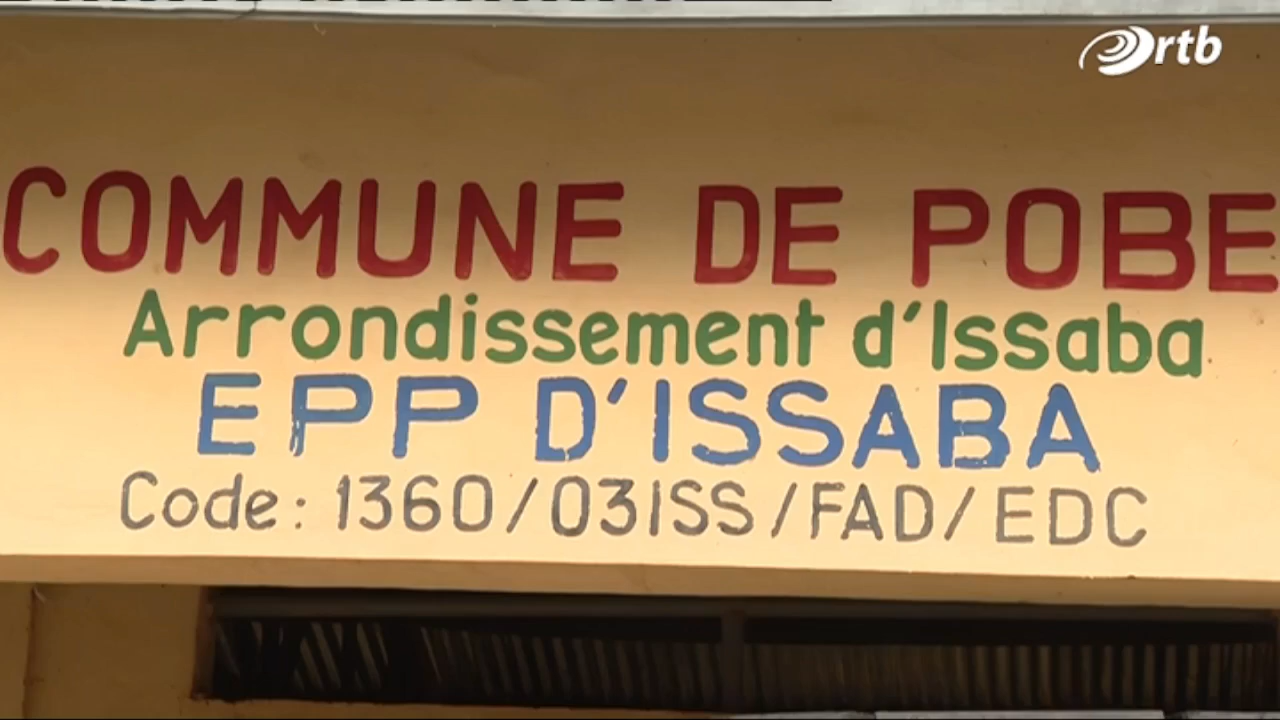 ortb
COMMUNE DE POBE
Arrondissement d'Issaba
EPP D'ISSABA
Code: 1360/03ISS/FAD/EDC